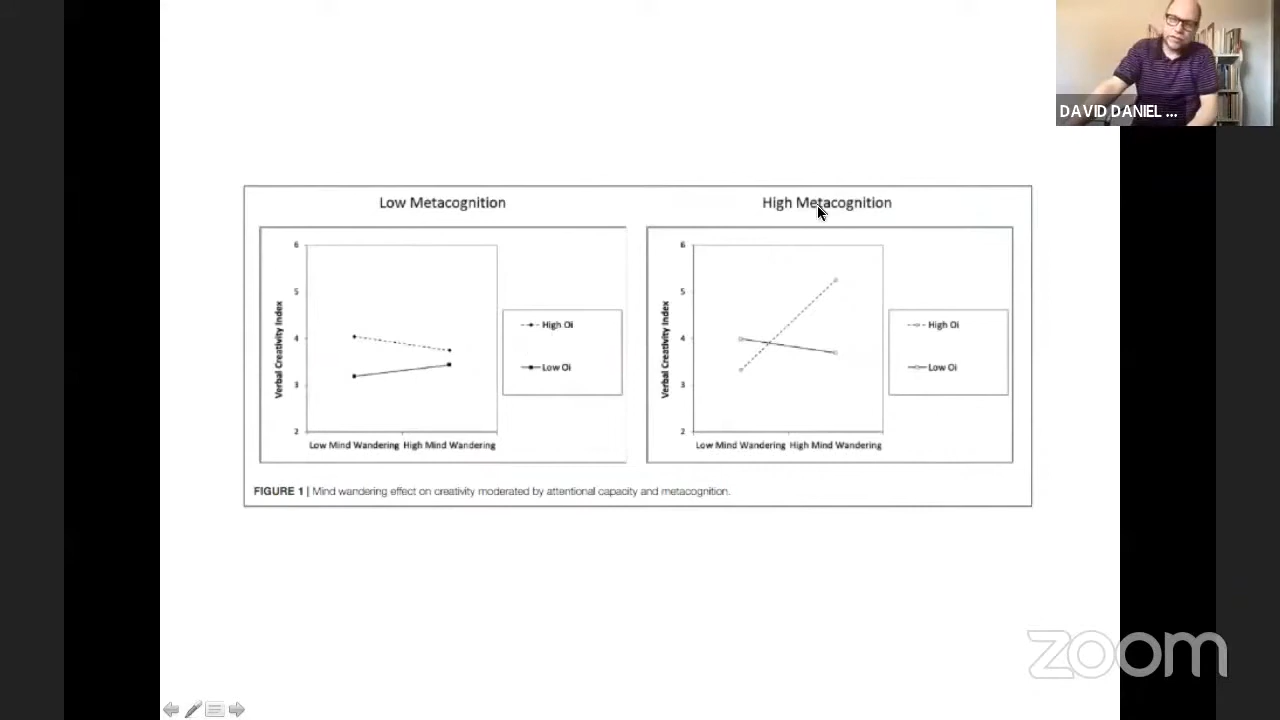 DAVID DANIEL ...
Low Metacognition
High Metacognition
6
5
4
3
2
Verbal Creativity Index
Low Mind Wandering High Mind Wandering
High Oi
Low Oi
6
5
4
3
2
Verbal Creativity Index
Low Mind Wandering High Mind Wandering
High Oi
Low Oi
FIGURE 1 | Mind wandering effect on creativity moderated by attentional capacity and metacognition.
zoom